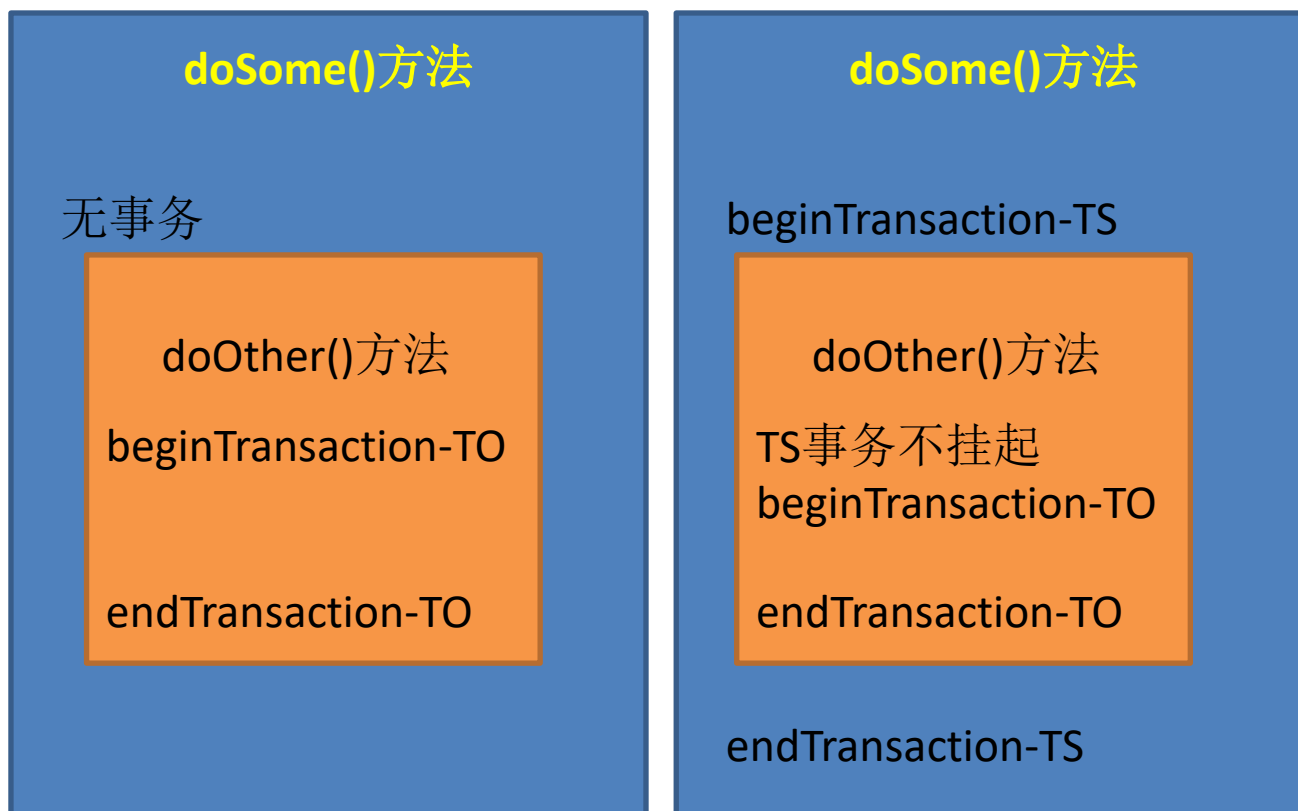 doSome()方法
无事务
doOther()方法
beginTransaction-TO
endTransaction-TO
doSome()方法
beginTransaction-TS
doOther()方法
TS事务不挂起
beginTransaction-TO
endTransaction-TO
endTransaction-TS